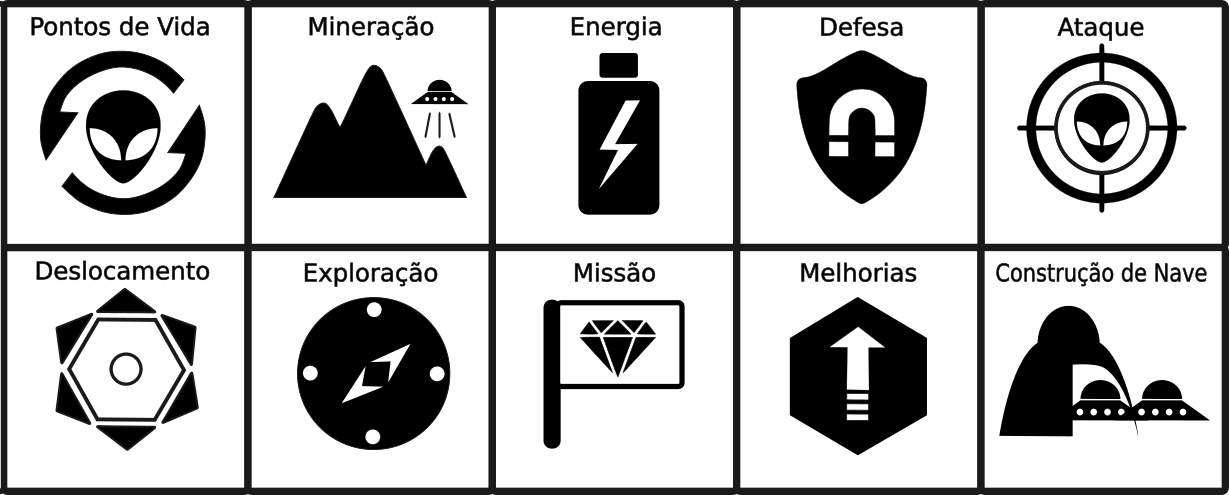 Pontos de Vida
Mineração
Energia
Defesa
Ataque
Deslocamento
Exploração
Missão
Melhorias
Construção de Nave